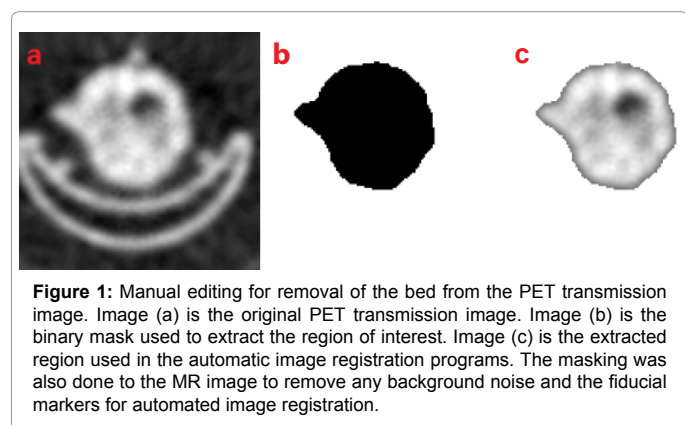 a b c
Figure 1: Manual editing for removal of the bed from the PET transmission
image. Image (a) is the original PET transmission image. Image (b) is the
binary mask used to extract the region of interest. Image (c) is the extracted
region used in the automatic image registration programs. The masking was
also done to the MR image to remove any background noise and the fiducial
markers for automated image registration.